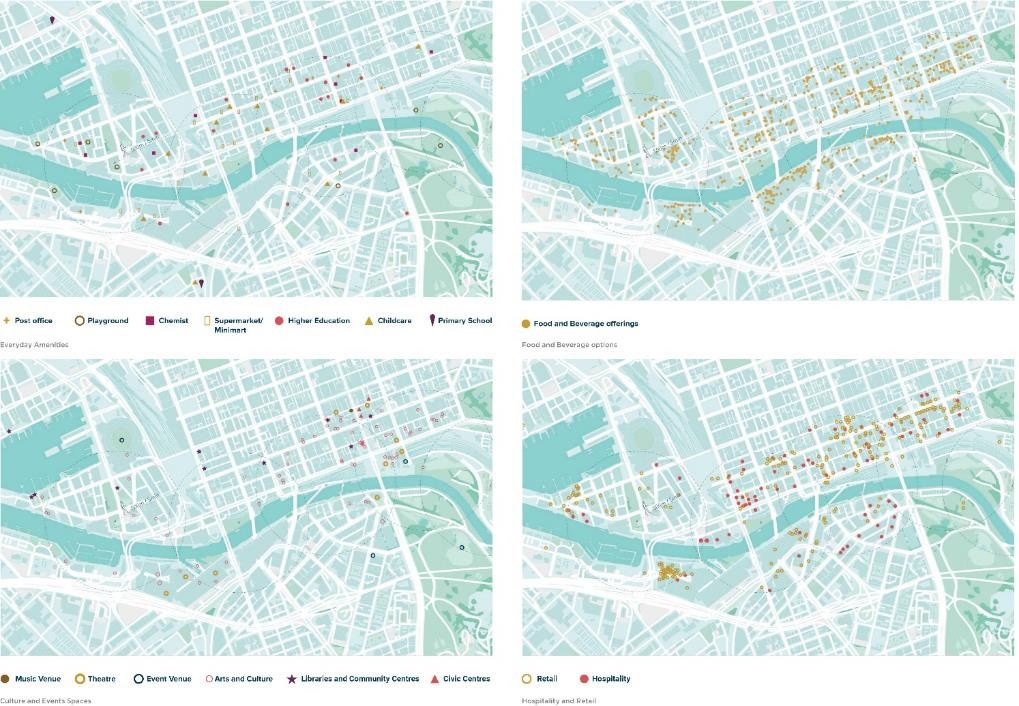 Post office
Playground
Chemist
Supermarket/
Minimart
Higher Education
Childcare
Primary School
Everyday Amenities
Food and Beverage offerings
Food and Beverage options
Music Venue
Theatre
Event Venue
Arts and Culture
Libraries and Community Centres
Civic Centres
Culture and Events Spaces
Retail
Hospitality
Hospitality and Retail